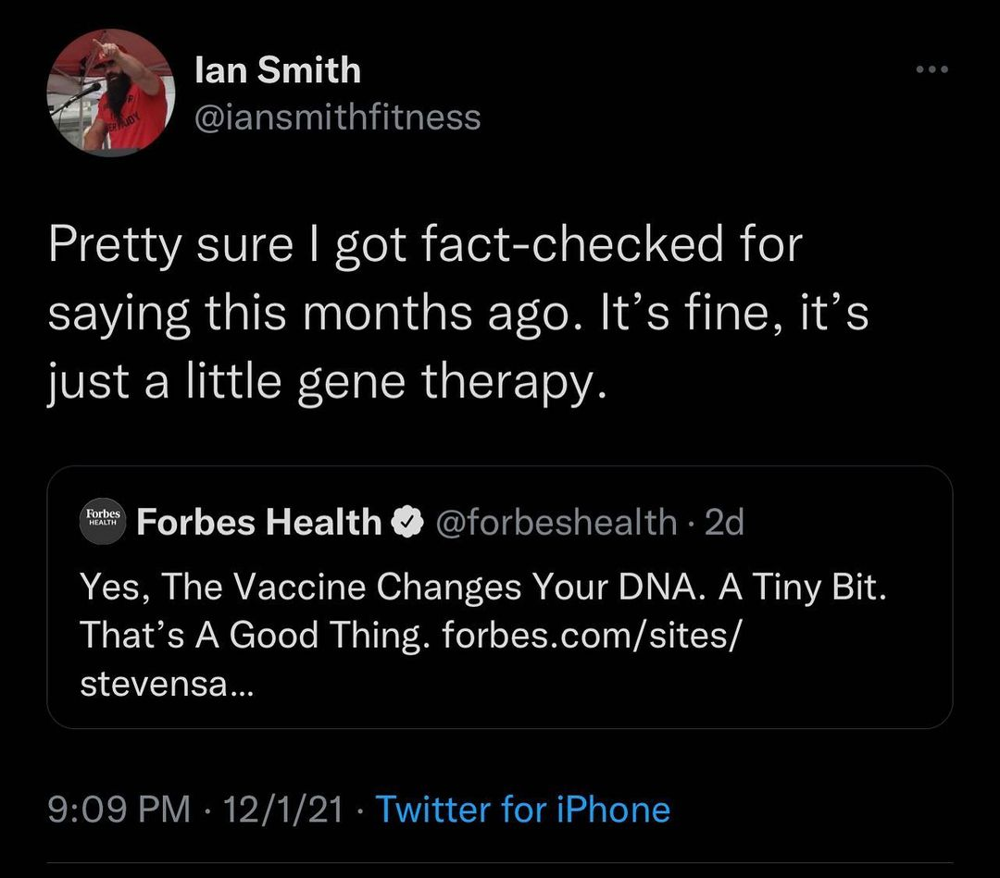 Ian Smith
@iansmithfitness
Pretty sure I got fact-checked for
saying this months ago. It’s fine, it’s
just a little gene therapy.
Forbes
HEALTH
Forbes Health @forbeshealth · 2d
Yes, The Vaccine Changes Your DNA. A Tiny Bit.
That’s A Good Thing. forbes.com/sites/
stevensa...
9:09 PM · 12/1/21 · Twitter for iPhone